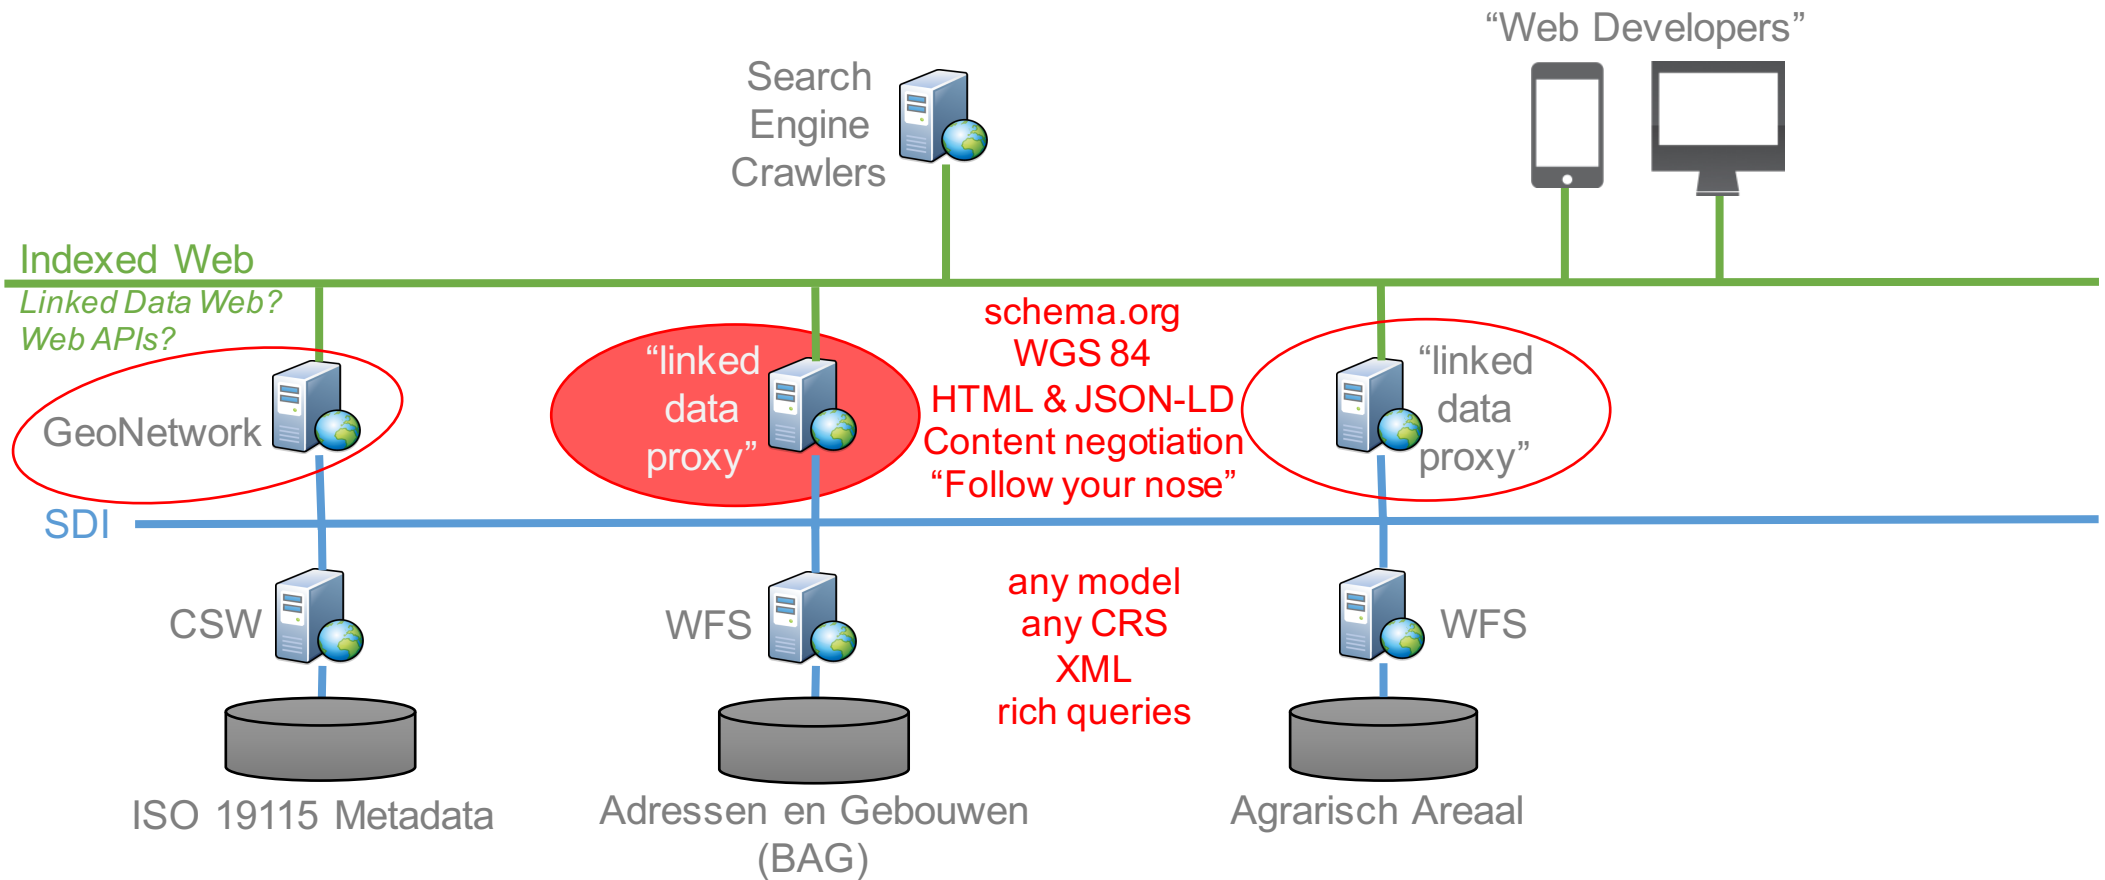 “Web Developers”
Search
Engine
Crawlers
Indexed Web
Linked Data Web?
Web APIs?
GeoNetwork
“linked
data
proxy”
schema.org
WGS 84
HTML & JSON-LD
Content negotiation
“Follow your nose”
“linked
data
proxy”
SDI
CSW
WFS
any model
any CRS
XML
rich queries
WFS
ISO 19115 Metadata
Adressen en Gebouwen
(BAG)
Agrarisch Areaal